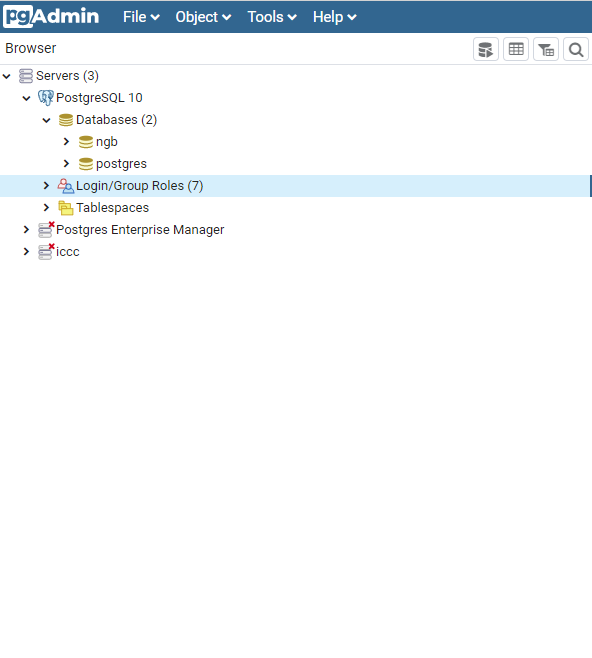 pgAdmin File Object Tools Help
Browser
Servers (3)
PostgreSQL 10
Databases (2)
ngb
postgres
Login/Group Roles (7)
Tablespaces
Postgres Enterprise Manager
iccc